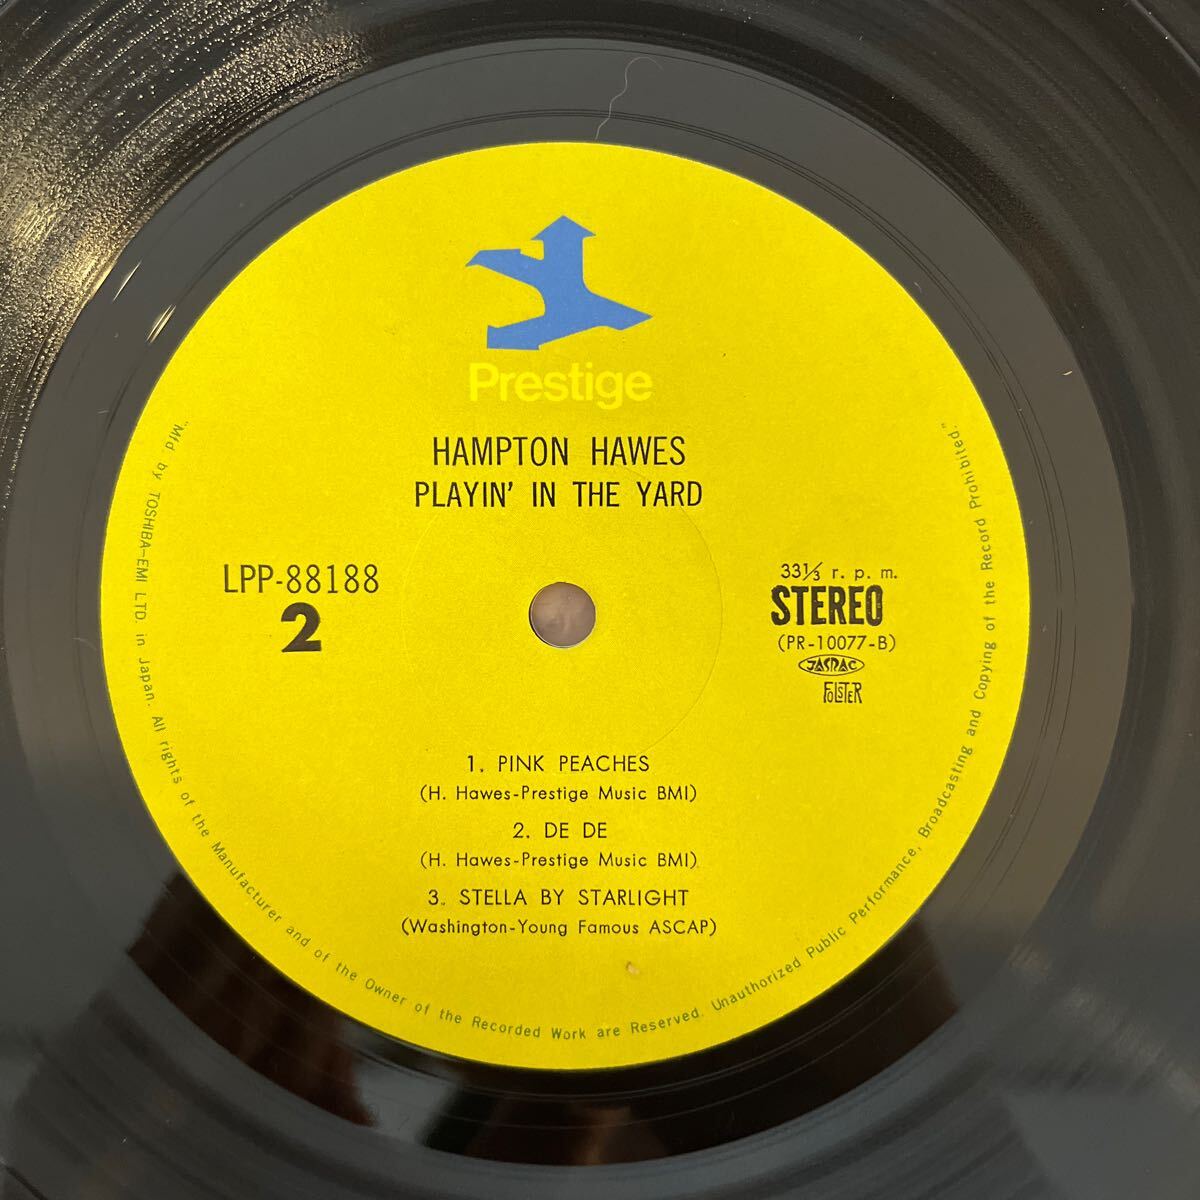 Prestige
HAMPTON HAWES
PLAYIN' IN THE YARD
LPP-88188
2
33⅓ r. p. m.
STEREO
(PR-10077-B)
JASRAC
FOLSTER
1. PINK PEACHES
(H. Hawes-Prestige Music BMI)
2. DE DE
(H. Hawes-Prestige Music BMI)
3. STELLA BY STARLIGHT
(Washington-Young Famous ASCAP)
"Mfd by TOSHIBA-EMI LTD. in Japan. All rights of the Manufacturer and of the Owner of the Recorded Work are Reserved. Unauthorized Public Performance, Broadcasting and Copying of the Record Prohibited."